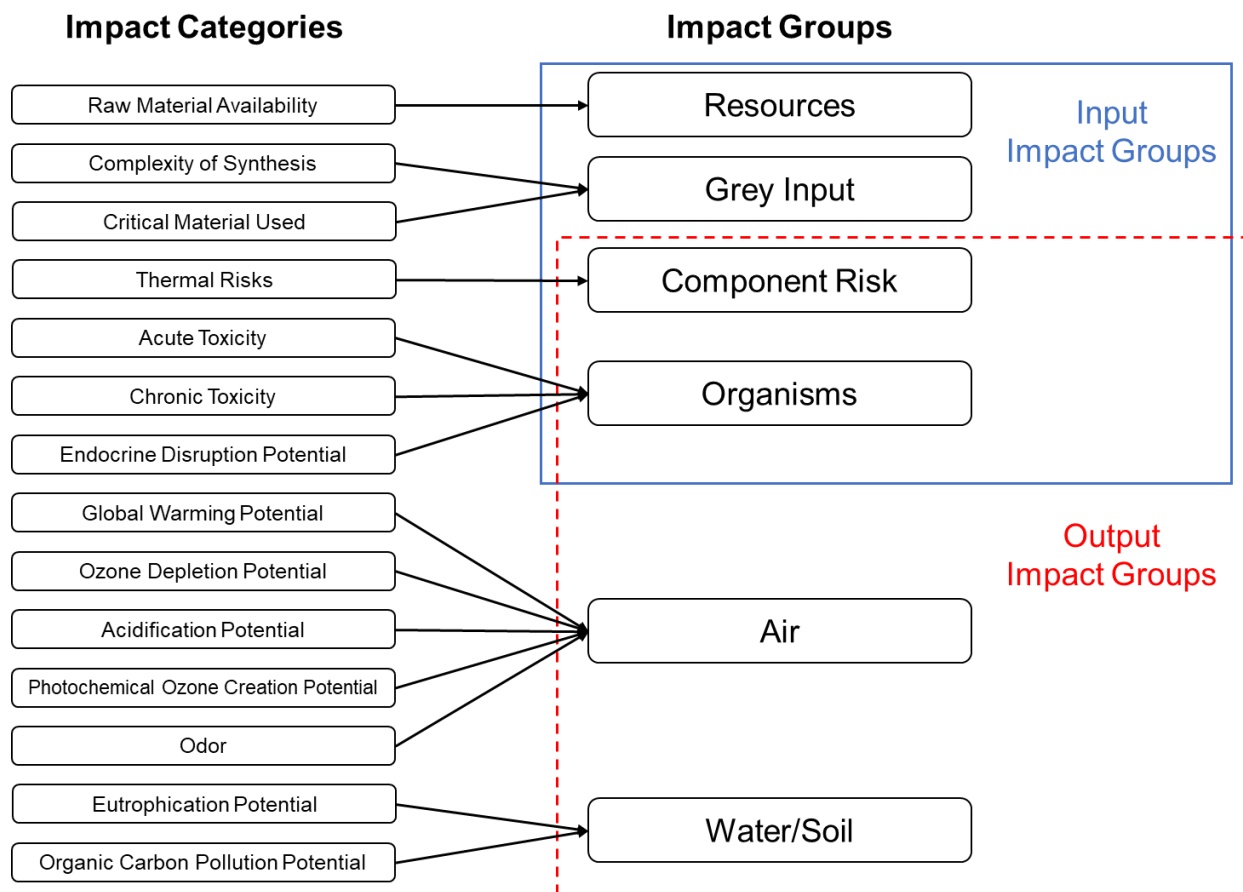 Impact Categories
Impact Groups
Raw Material Availability
Complexity of Synthesis
Critical Material Used
Thermal Risks
Acute Toxicity
Chronic Toxicity
Endocrine Disruption Potential
Global Warming Potential
Ozone Depletion Potential
Acidification Potential
Photochemical Ozone Creation Potential
Odor
Eutrophication Potential
Organic Carbon Pollution Potential
Resources
Grey Input
Component Risk
Organisms
Air
Water/Soil
Input
Impact Groups
Output
Impact Groups